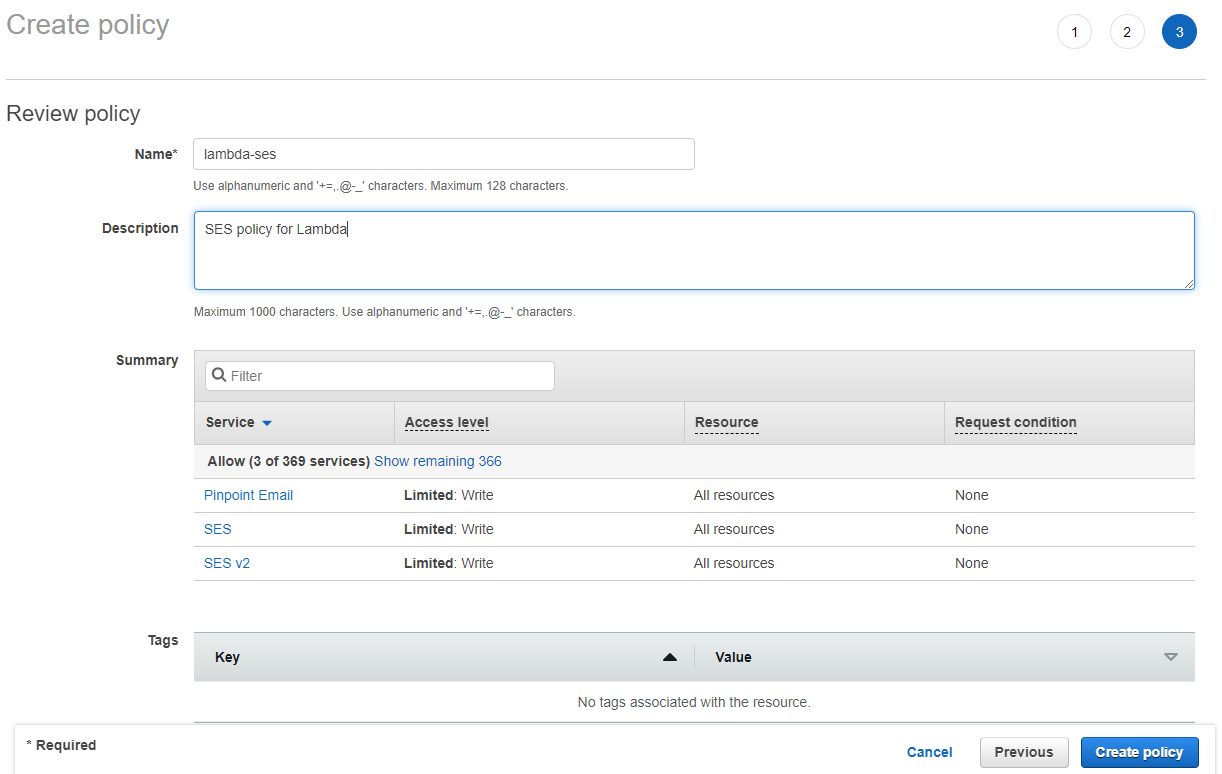 Create policy
1 2 3
Review policy
Name* lambda-ses
Use alphanumeric and '+=,.@-_' characters. Maximum 128 characters.
Description SES policy for Lambda
Maximum 1000 characters. Use alphanumeric and '+=,.@-_' characters.
Summary Filter
Service Access level Resource Request condition
Allow (3 of 369 services) Show remaining 366
Pinpoint Email Limited: Write All resources None
SES Limited: Write All resources None
SES v2 Limited: Write All resources None
Tags Key Value
No tags associated with the resource.
* Required Cancel Previous Create policy